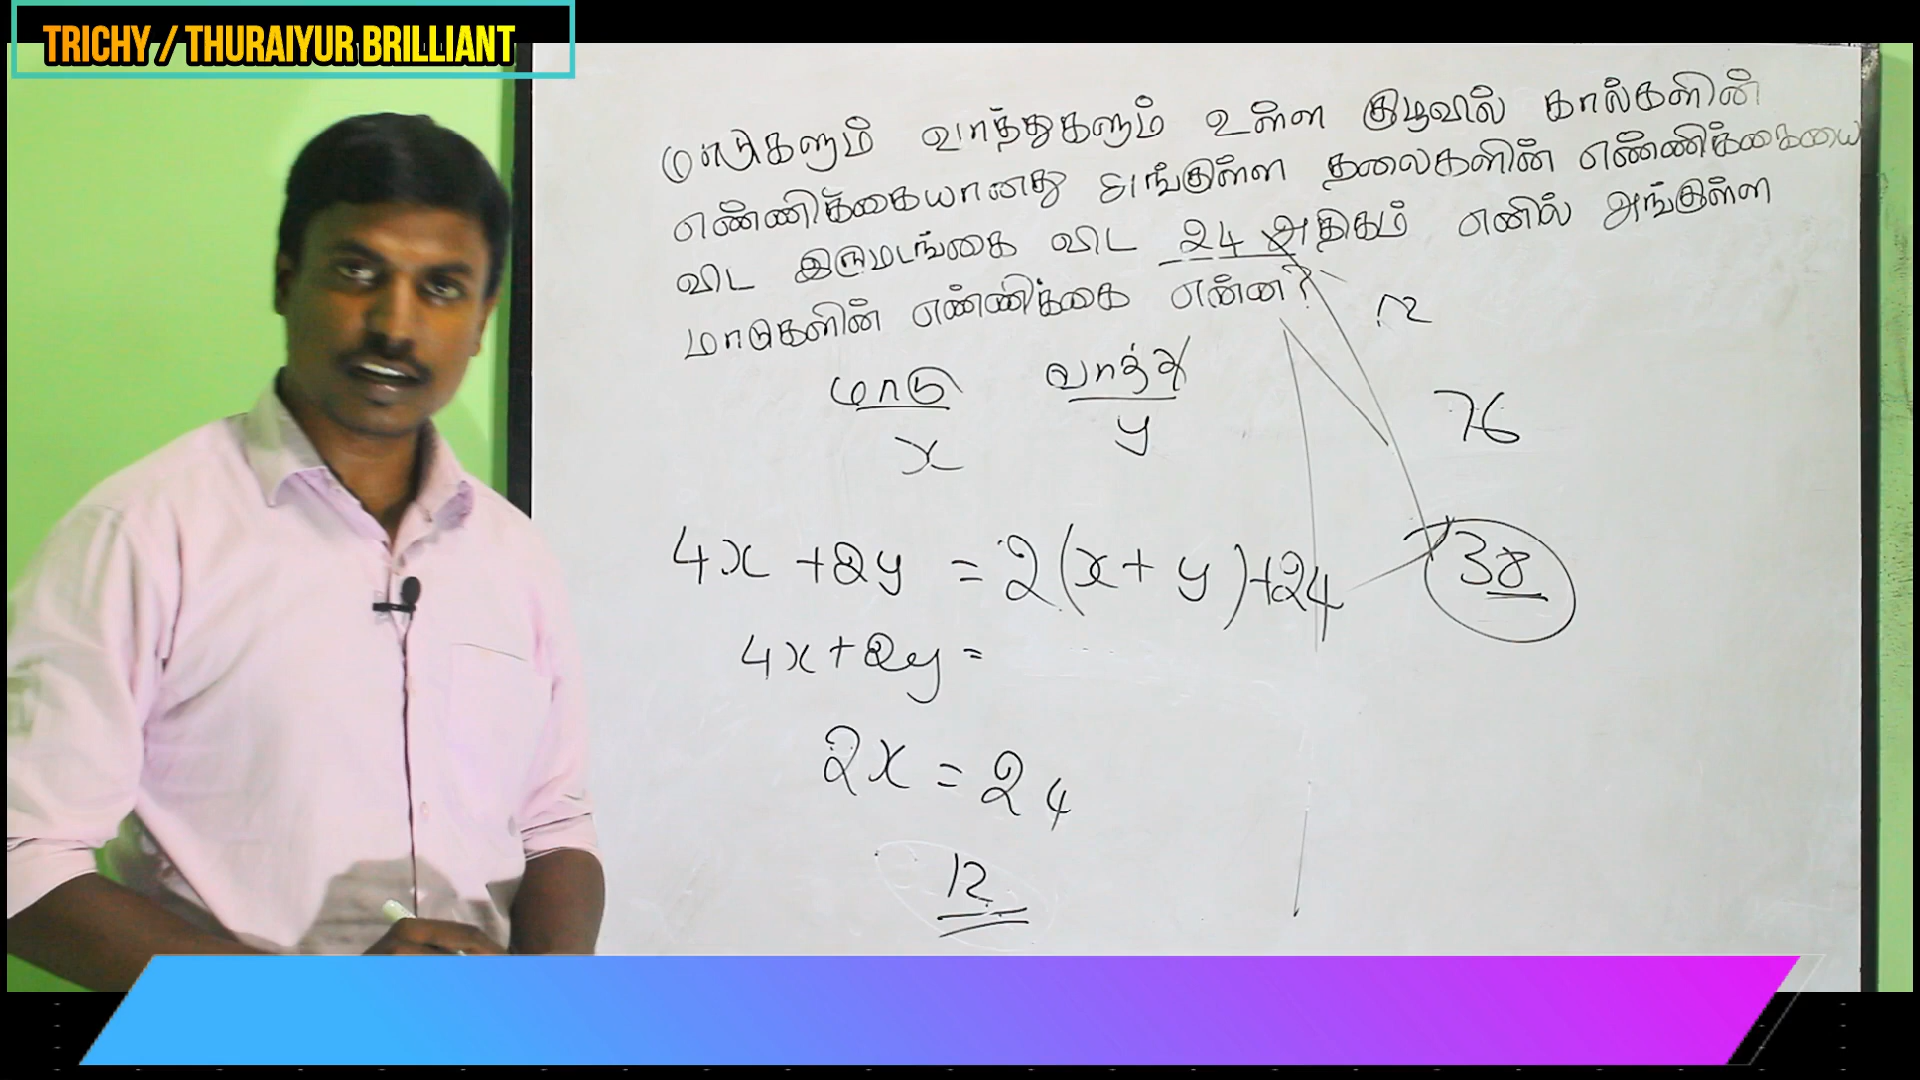 TRICHY / THURAIYUR BRILLIANT
மாடுகளும் வாத்துகளும் உள்ள குழுவில் கால்களின்
எண்ணிக்கையானது அங்குள்ள தலைகளின் எண்ணிக்கையை
விட இருமடங்கை விட 24 அதிகம் எனில் அங்குள்ள
மாடுகளின் எண்ணிக்கை என்ன?
12
மாடு வாத்து
x y
76
4x + 2y = 2(x + y) + 24
38
4x + 2y =
2x = 24
12